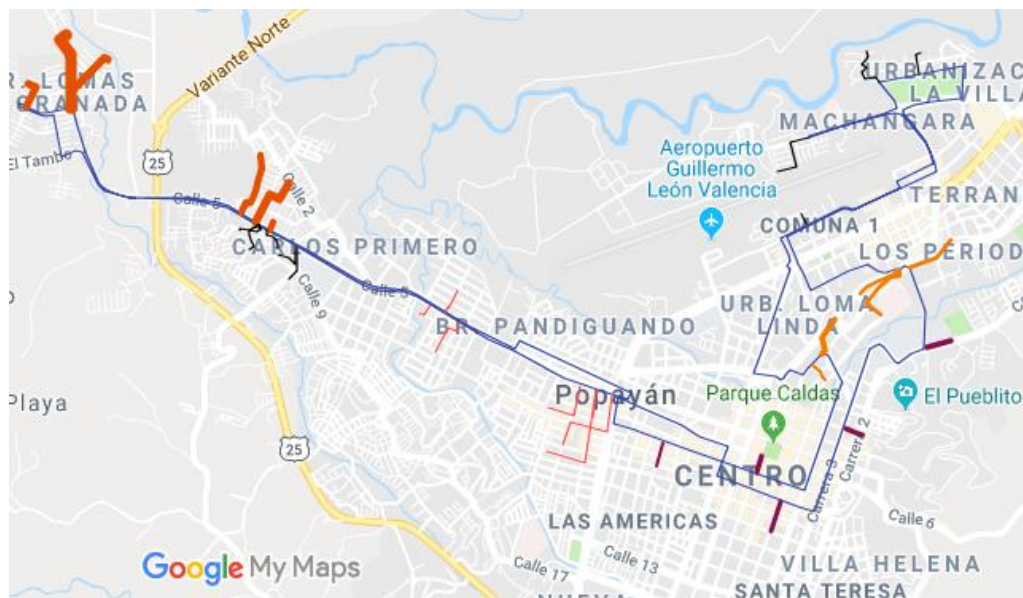 Variante Norte
URBANIZAC
LA VILLA
R. LOMAS
GRANADA
MACHANGARA
25
El Tambo
Aeropuerto
Guillermo
León Valencia
Calle 2
TERRAN
Calle 5
COMUNA 1
CARLOS PRIMERO
LOS PERIOD
Calle 9
Calle 5
URB. LOMA
LINDA
BR. PANDIGUANDO
Playa
Popayán
Parque Caldas
El Pueblito
25
CENTRO
Carrera 2
Carrera 3
LAS AMERICAS
Calle 6
Calle 13
Calle 17
VILLA HELENA
SANTA TERESA
Google My Maps